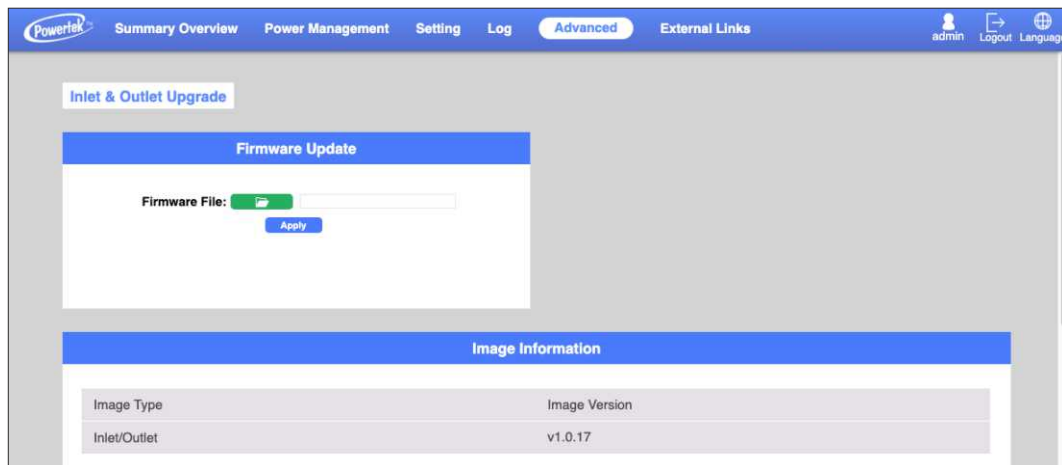 Powertek Summary Overview Power Management Setting Log Advanced External Links admin Logout Language
Inlet & Outlet Upgrade
Firmware Update
Firmware File:
Apply
Image Information
Image Type Image Version
Inlet/Outlet v1.0.17